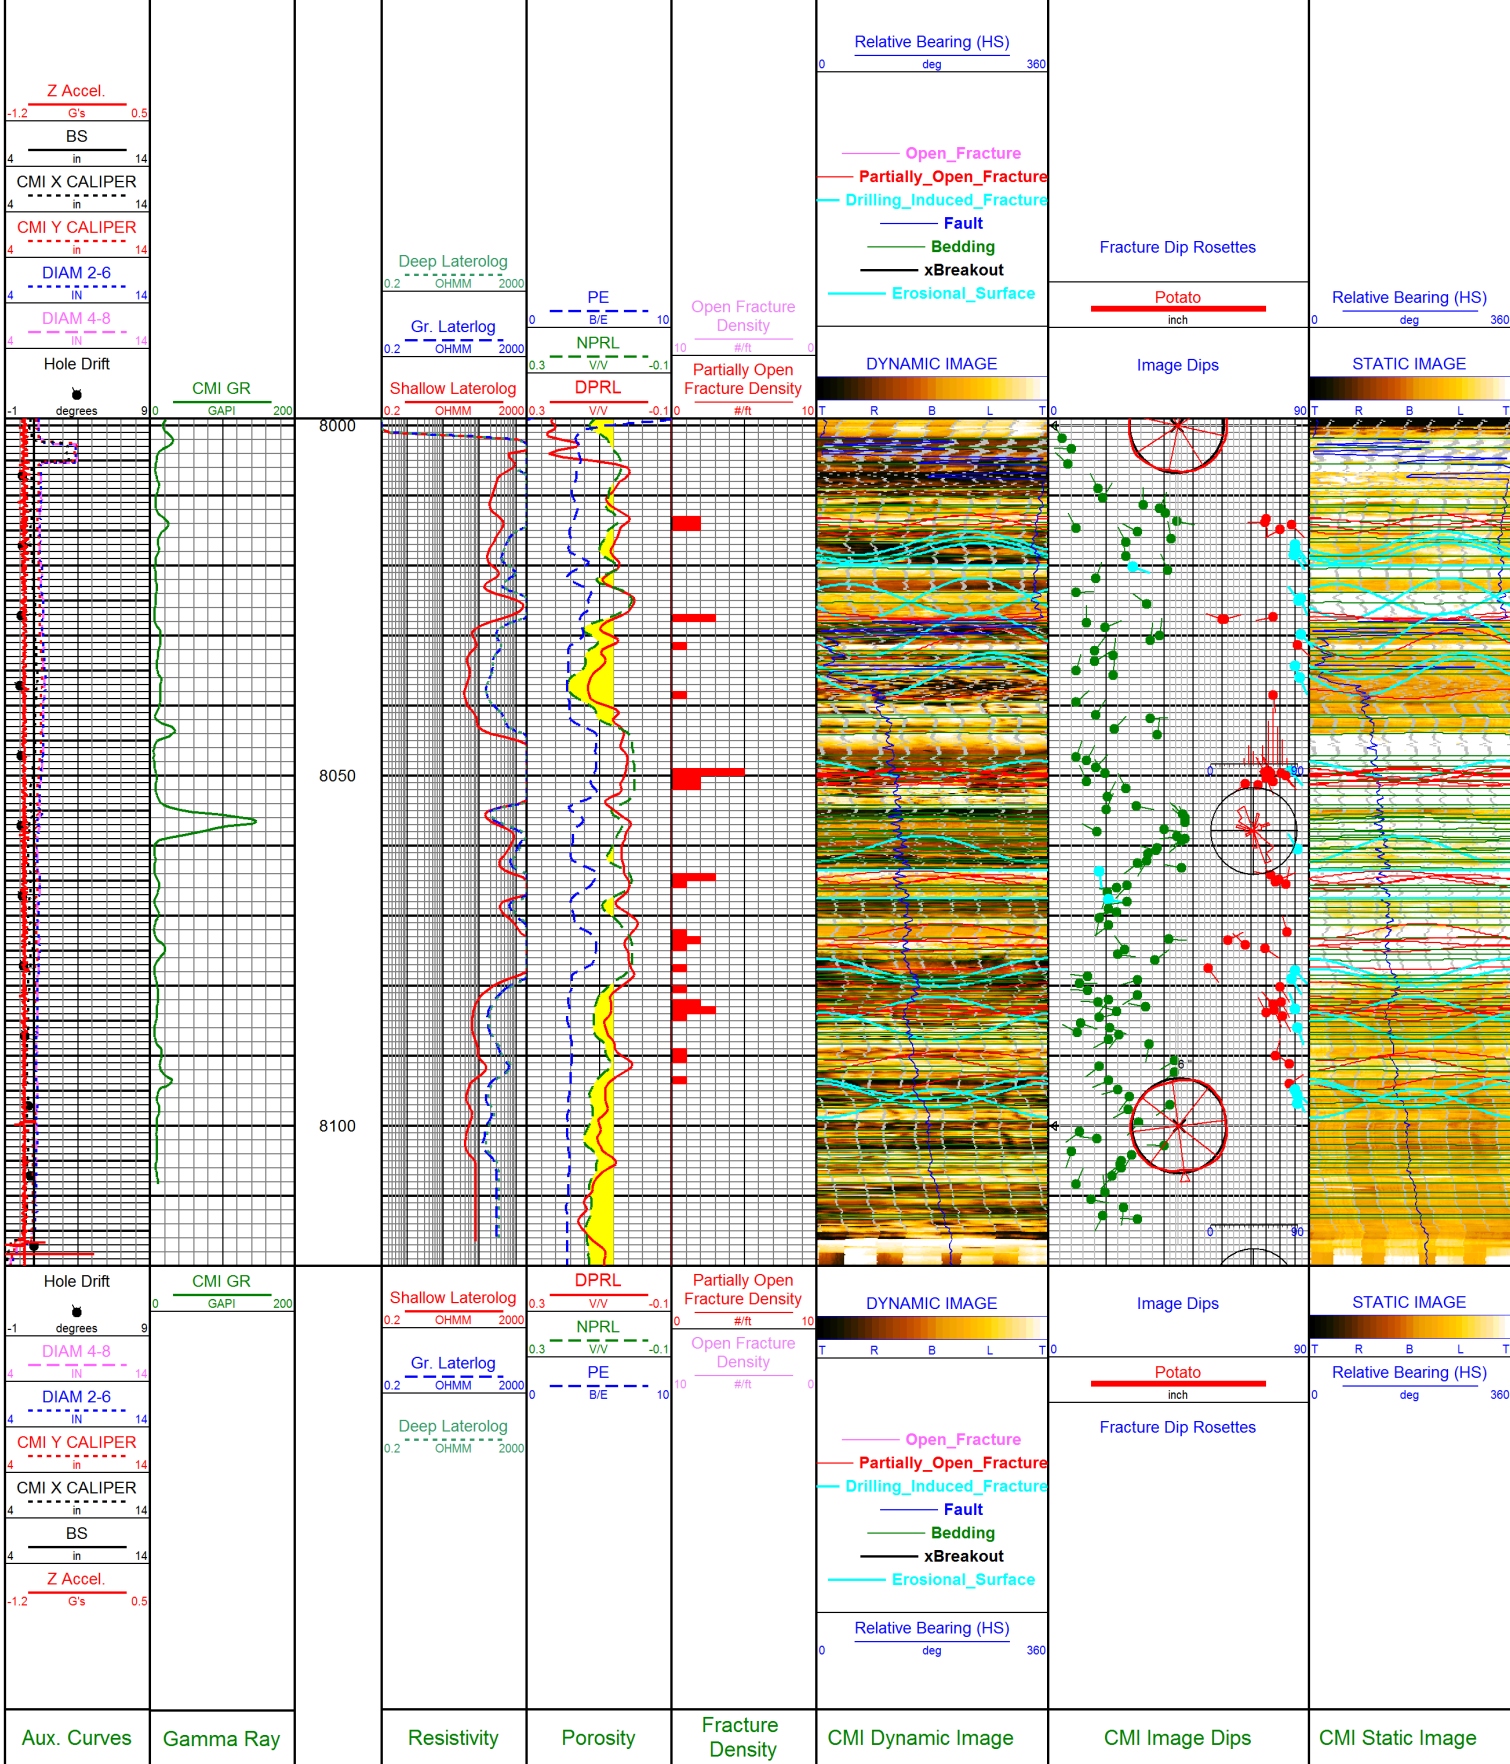 Z Accel.
-1.2 G's 0.5
BS
4 in 14
CMI X CALIPER
4 in 14
CMI Y CALIPER
4 in 14
DIAM 2-6
4 IN 14
DIAM 4-8
4 IN 14
Hole Drift
-1 degrees 9
CMI GR
0 GAPI 200
Deep Laterolog
0.2 OHMM 2000
Gr. Laterlog
0.2 OHMM 2000
Shallow Laterolog
0.2 OHMM 2000
PE
0 B/E 10
NPRL
0.3 V/V -0.1
DPRL
0.3 V/V -0.1
Open Fracture
Density
10 #/ft 0
Partially Open
Fracture Density
0 #/ft 10
Relative Bearing (HS)
0 deg 360
Open_Fracture
Partially_Open_Fracture
Drilling_Induced_Fracture
Fault
Bedding
xBreakout
Erosional_Surface
DYNAMIC IMAGE
T R B L T
Fracture Dip Rosettes
Potato
inch
Image Dips
0 90
Relative Bearing (HS)
0 deg 360
STATIC IMAGE
T R B L T
8000
8050
0 90
6"
8100
0 90
Hole Drift
-1 degrees 9
DIAM 4-8
4 IN 14
DIAM 2-6
4 IN 14
CMI Y CALIPER
4 in 14
CMI X CALIPER
4 in 14
BS
4 in 14
Z Accel.
-1.2 G's 0.5
CMI GR
0 GAPI 200
Shallow Laterolog
0.2 OHMM 2000
Gr. Laterlog
0.2 OHMM 2000
Deep Laterolog
0.2 OHMM 2000
DPRL
0.3 V/V -0.1
NPRL
0.3 V/V -0.1
PE
0 B/E 10
Partially Open
Fracture Density
0 #/ft 10
Open Fracture
Density
10 #/ft 0
DYNAMIC IMAGE
T R B L T
Open_Fracture
Partially_Open_Fracture
Drilling_Induced_Fracture
Fault
Bedding
xBreakout
Erosional_Surface
Relative Bearing (HS)
0 deg 360
Image Dips
0 90
Potato
inch
Fracture Dip Rosettes
STATIC IMAGE
T R B L T
Relative Bearing (HS)
0 deg 360
Aux. Curves
Gamma Ray
Resistivity
Porosity
Fracture
Density
CMI Dynamic Image
CMI Image Dips
CMI Static Image